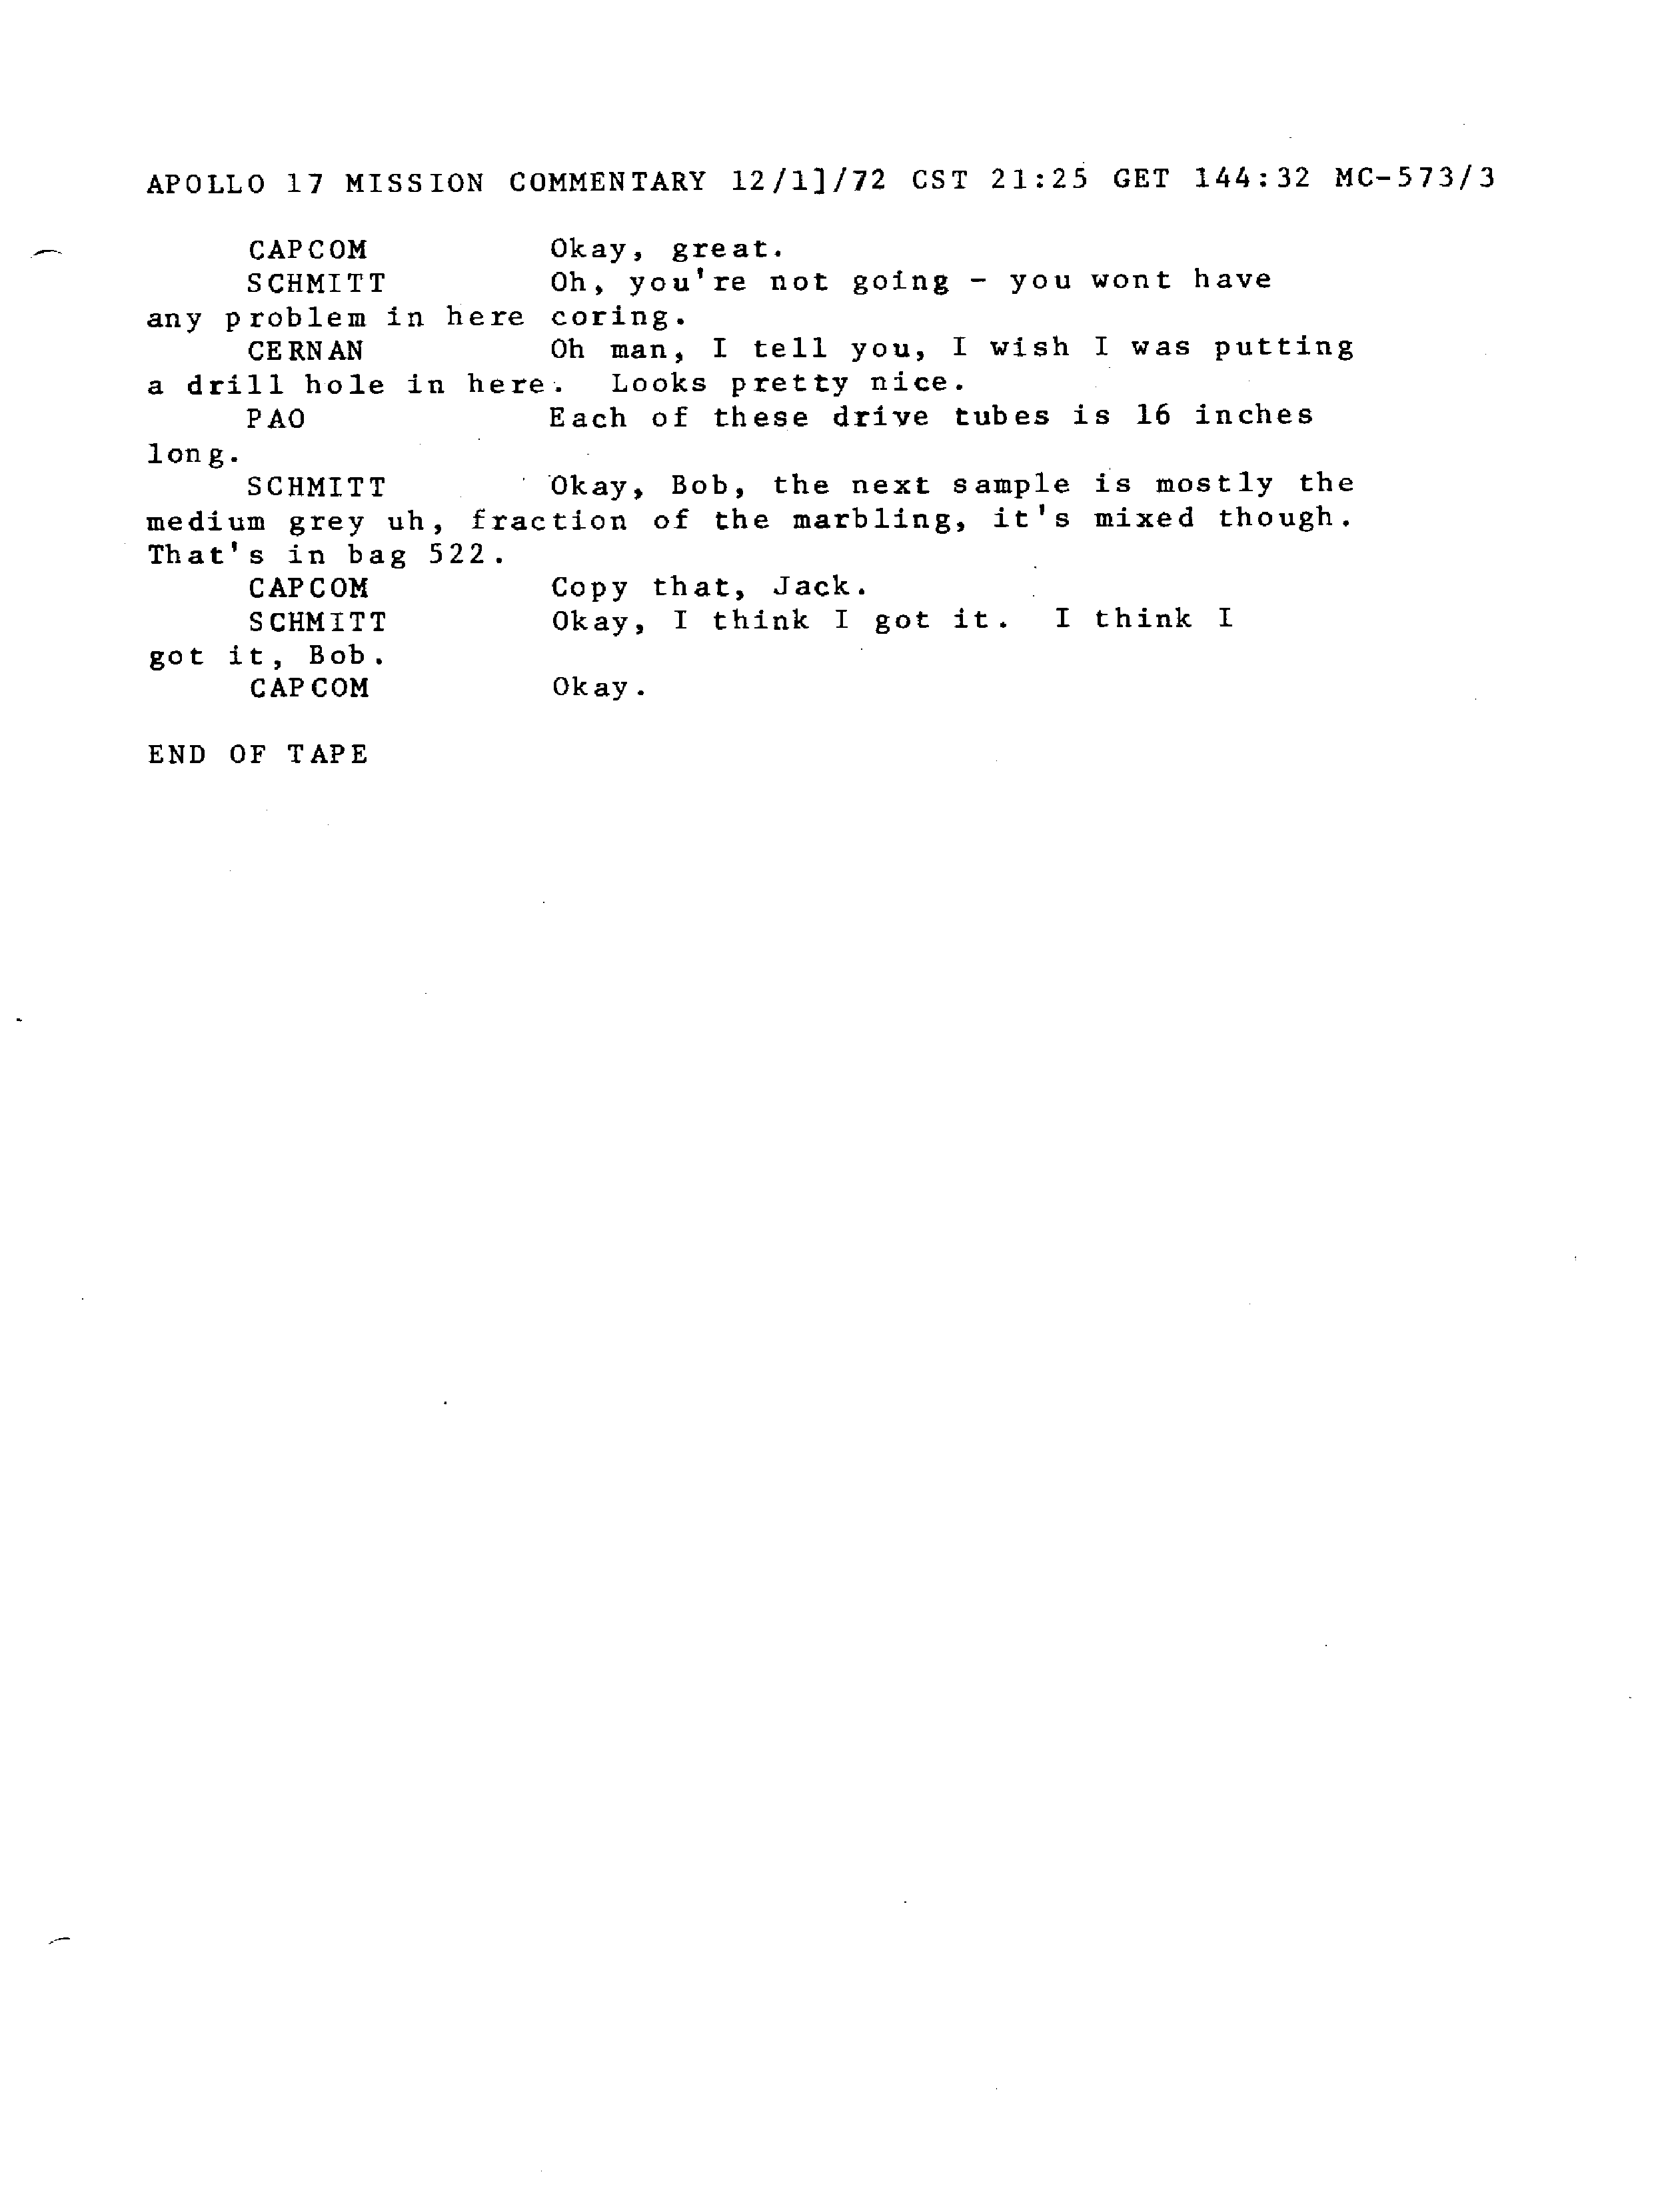 APOLLO 17 MISSION COMMENTARY 12/1]/72 CST 21:25 GET 144:32 MC-573/3
CAPCOM Okay, great.
SCHMITT Oh, you're not going - you wont have
any problem in here coring.
CERNAN Oh man, I tell you, I wish I was putting
a drill hole in here. Looks pretty nice.
PAO Each of these drive tubes is 16 inches
long.
SCHMITT Okay, Bob, the next sample is mostly the
medium grey uh, fraction of the marbling, it's mixed though.
That's in bag 522.
CAPCOM Copy that, Jack.
SCHMITT Okay, I think I got it. I think I
got it, Bob.
CAPCOM Okay.
END OF TAPE